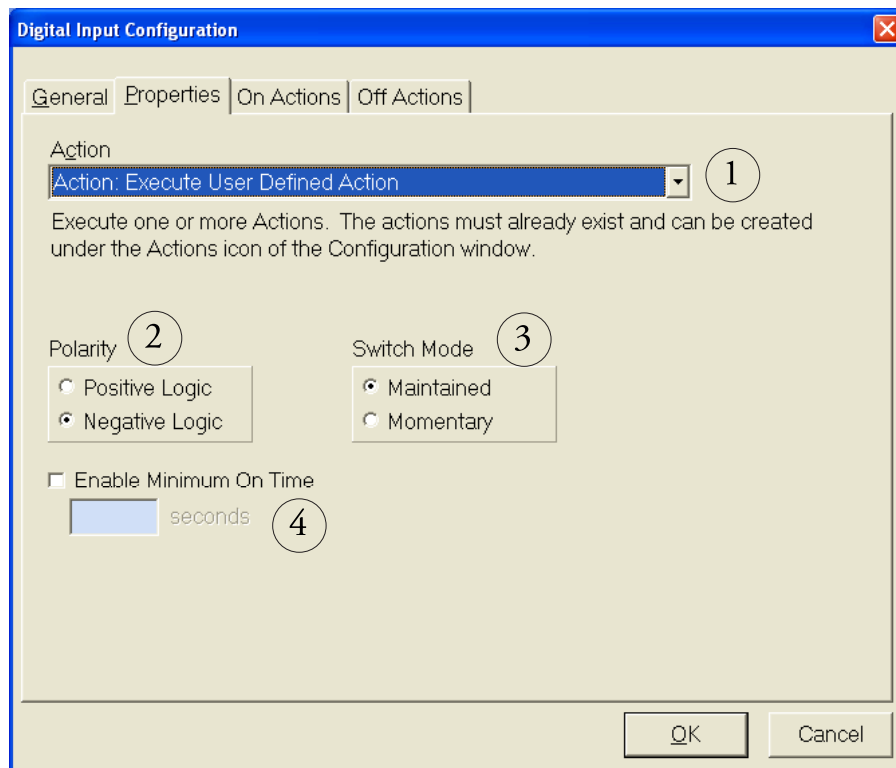 Digital Input Configuration
General Properties On Actions Off Actions
Action
Action: Execute User Defined Action
1
Execute one or more Actions. The actions must already exist and can be created
under the Actions icon of the Configuration window.
Polarity 2
Positive Logic
Negative Logic
Switch Mode 3
Maintained
Momentary
Enable Minimum On Time
seconds 4
OK Cancel